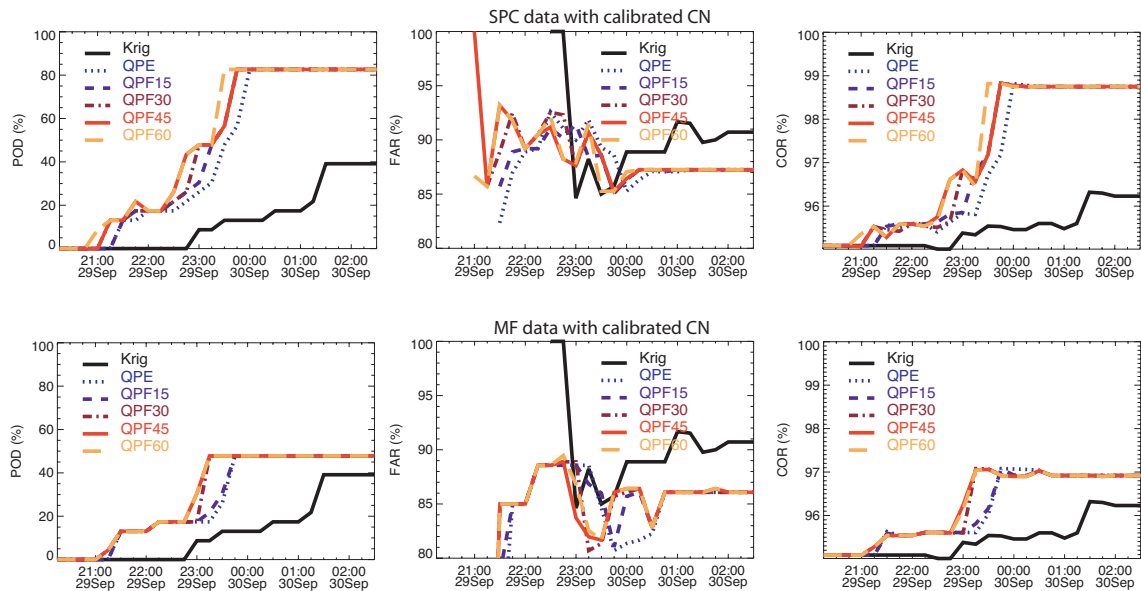 SPC data with calibrated CN
POD (%)
100
80
60
40
20
0
Krig
QPE
QPF15
QPF30
QPF45
QPF60
21:00 22:00 23:00 00:00 01:00 02:00
29Sep 29Sep 29Sep 30Sep 30Sep 30Sep
FAR (%)
100
95
90
85
80
Krig
QPE
QPF15
QPF30
QPF45
QPF60
21:00 22:00 23:00 00:00 01:00 02:00
29Sep 29Sep 29Sep 30Sep 30Sep 30Sep
COR (%)
99
98
97
96
95
Krig
QPE
QPF15
QPF30
QPF45
QPF60
21:00 22:00 23:00 00:00 01:00 02:00
29Sep 29Sep 29Sep 30Sep 30Sep 30Sep
MF data with calibrated CN
POD (%)
100
80
60
40
20
0
Krig
QPE
QPF15
QPF30
QPF45
QPF60
21:00 22:00 23:00 00:00 01:00 02:00
29Sep 29Sep 29Sep 30Sep 30Sep 30Sep
FAR (%)
100
95
90
85
80
Krig
QPE
QPF15
QPF30
QPF45
QPF60
21:00 22:00 23:00 00:00 01:00 02:00
29Sep 29Sep 29Sep 30Sep 30Sep 30Sep
COR (%)
99
98
97
96
95
Krig
QPE
QPF15
QPF30
QPF45
QPF60
21:00 22:00 23:00 00:00 01:00 02:00
29Sep 29Sep 29Sep 30Sep 30Sep 30Sep